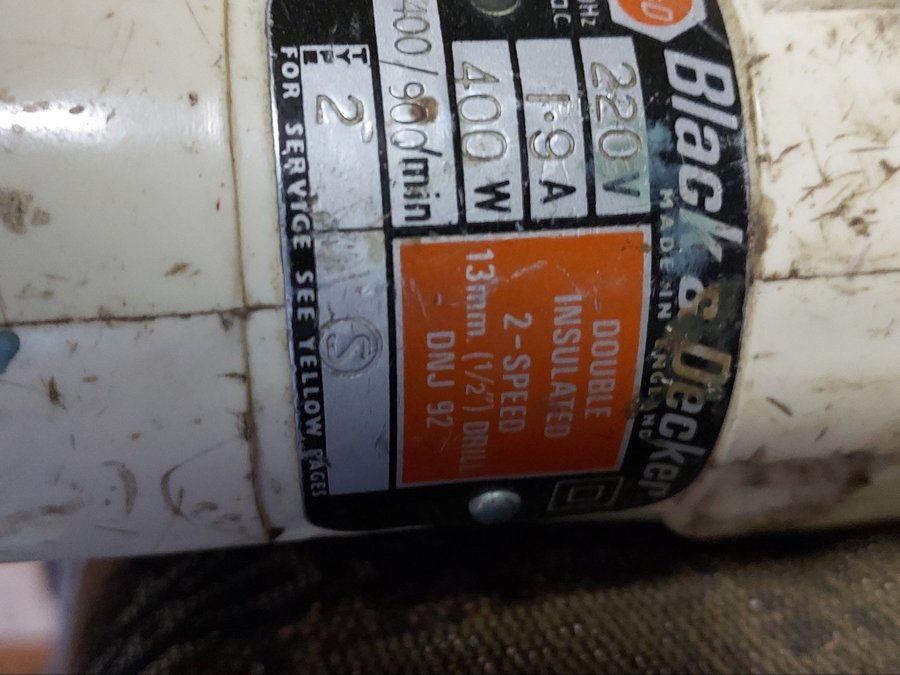 Black & Decker
MADE IN ENGLAND
220 V
1·9 A
400 W
400/900/min
TYPE 2
S
DOUBLE
INSULATED
2-SPEED
13mm. (1/2") DRILL
DNJ 92
FOR SERVICE SEE YELLOW PAGES